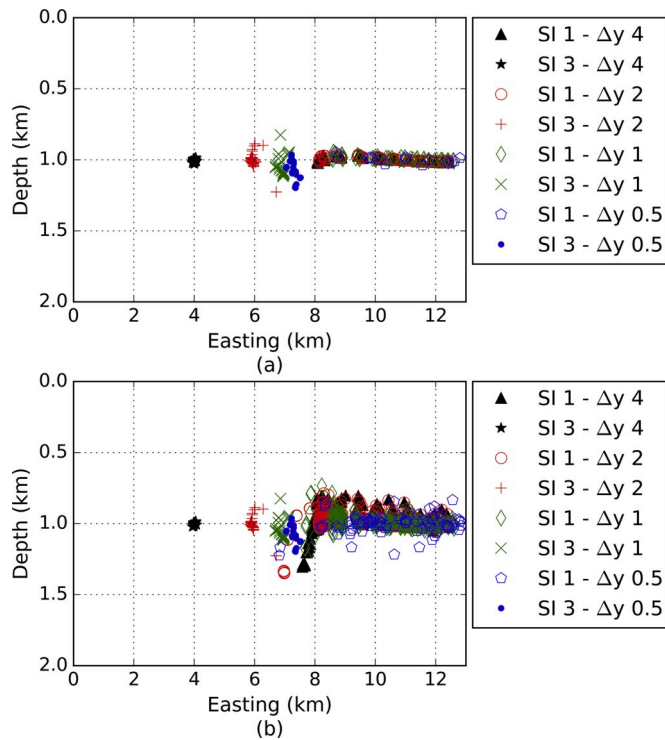 0.0
0.5
1.0
1.5
2.0
Depth (km)
0 2 4 6 8 10 12
Easting (km)
(a)
SI 1 - Δy 4
SI 3 - Δy 4
SI 1 - Δy 2
SI 3 - Δy 2
SI 1 - Δy 1
SI 3 - Δy 1
SI 1 - Δy 0.5
SI 3 - Δy 0.5
0.0
0.5
1.0
1.5
2.0
Depth (km)
0 2 4 6 8 10 12
Easting (km)
(b)
SI 1 - Δy 4
SI 3 - Δy 4
SI 1 - Δy 2
SI 3 - Δy 2
SI 1 - Δy 1
SI 3 - Δy 1
SI 1 - Δy 0.5
SI 3 - Δy 0.5